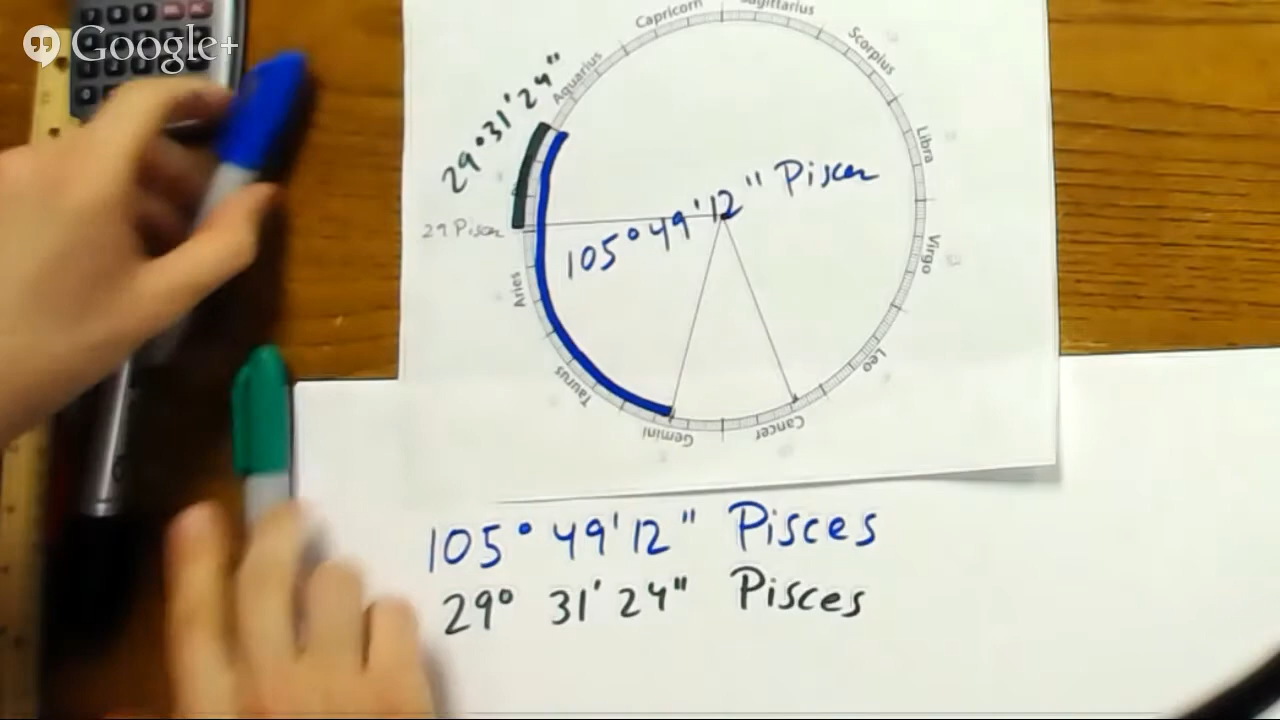 Google+
Capricorn
Sagittarius
Scorpius
Aquarius
29°31'24"
Libra
105°49'12" Pisces
29 Pisces
Virgo
Aries
Leo
Taurus
Gemini
Cancer
105° 49'12" Pisces
29° 31'24" Pisces